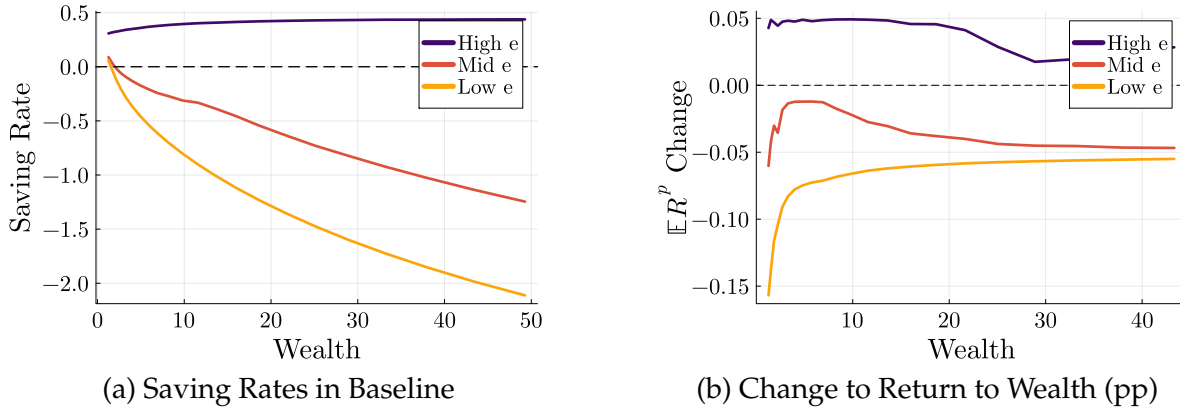 Saving Rate
0.5
0.0
−0.5
−1.0
−1.5
−2.0
High e
Mid e
Low e
0 10 20 30 40 50
Wealth
(a) Saving Rates in Baseline
𝔼R^p Change
0.05
0.00
−0.05
−0.10
−0.15
High e
Mid e
Low e
10 20 30 40
Wealth
(b) Change to Return to Wealth (pp)